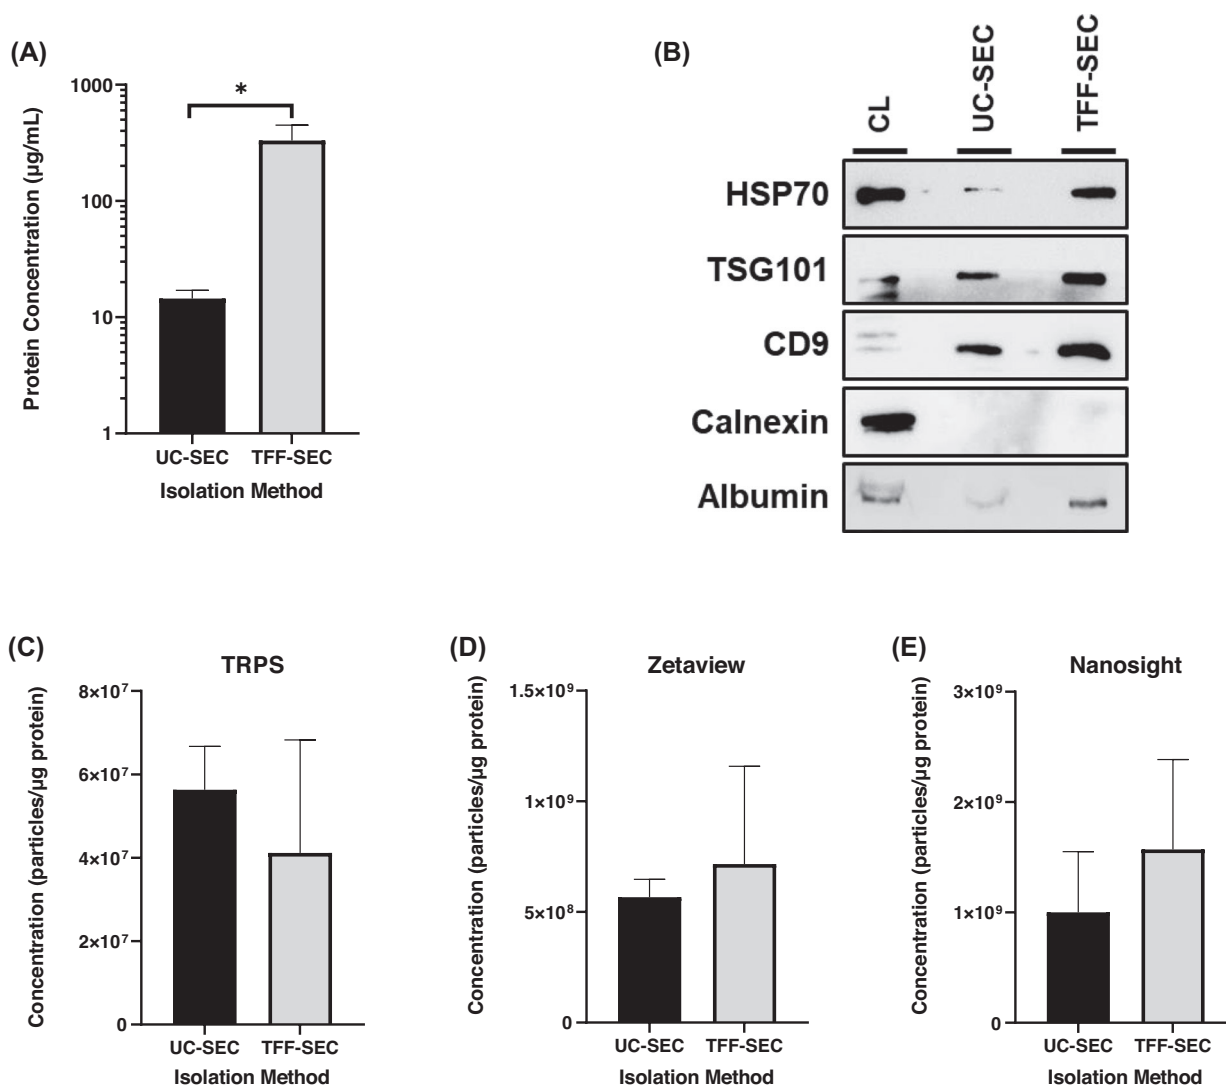 (A)
Protein Concentration (µg/mL)
1000
100
10
1
*
UC-SEC TFF-SEC
Isolation Method
(B)
CL
UC-SEC
TFF-SEC
HSP70
TSG101
CD9
Calnexin
Albumin
(C)
TRPS
Concentration (particles/µg protein)
8×10⁷
6×10⁷
4×10⁷
2×10⁷
0
UC-SEC TFF-SEC
Isolation Method
(D)
Zetaview
Concentration (particles/µg protein)
1.5×10⁹
1×10⁹
5×10⁸
0
UC-SEC TFF-SEC
Isolation Method
(E)
Nanosight
Concentration (particles/µg protein)
3×10⁹
2×10⁹
1×10⁹
0
UC-SEC TFF-SEC
Isolation Method